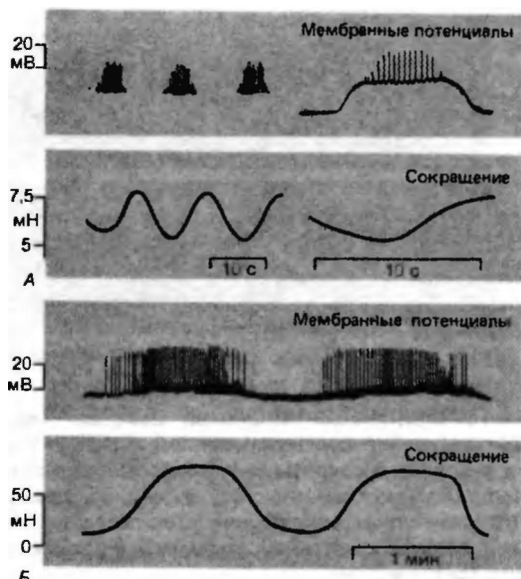 Мембранные потенциалы
20
мВ
Сокращение
7,5
мН
5
10 с
10 с
А
Мембранные потенциалы
20
мВ
Сокращение
50
мН
0
1 мин
Б